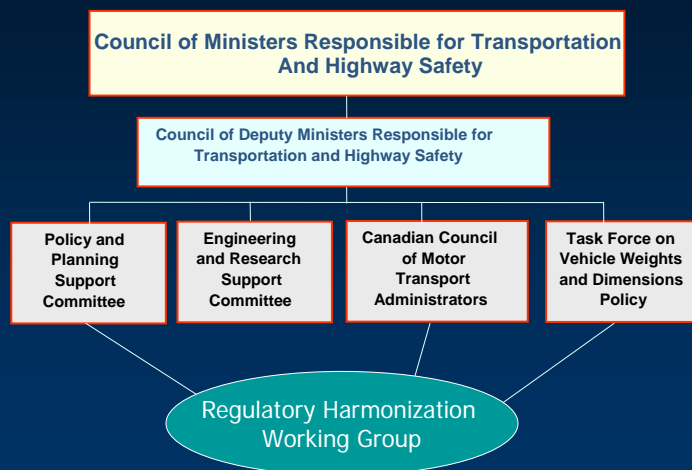 Council of Ministers Responsible for Transportation
And Highway Safety
Council of Deputy Ministers Responsible for
Transportation and Highway Safety
Policy and
Planning
Support
Committee
Engineering
and Research
Support
Committee
Canadian Council
of Motor
Transport
Administrators
Task Force on
Vehicle Weights
and Dimensions
Policy
Regulatory Harmonization
Working Group